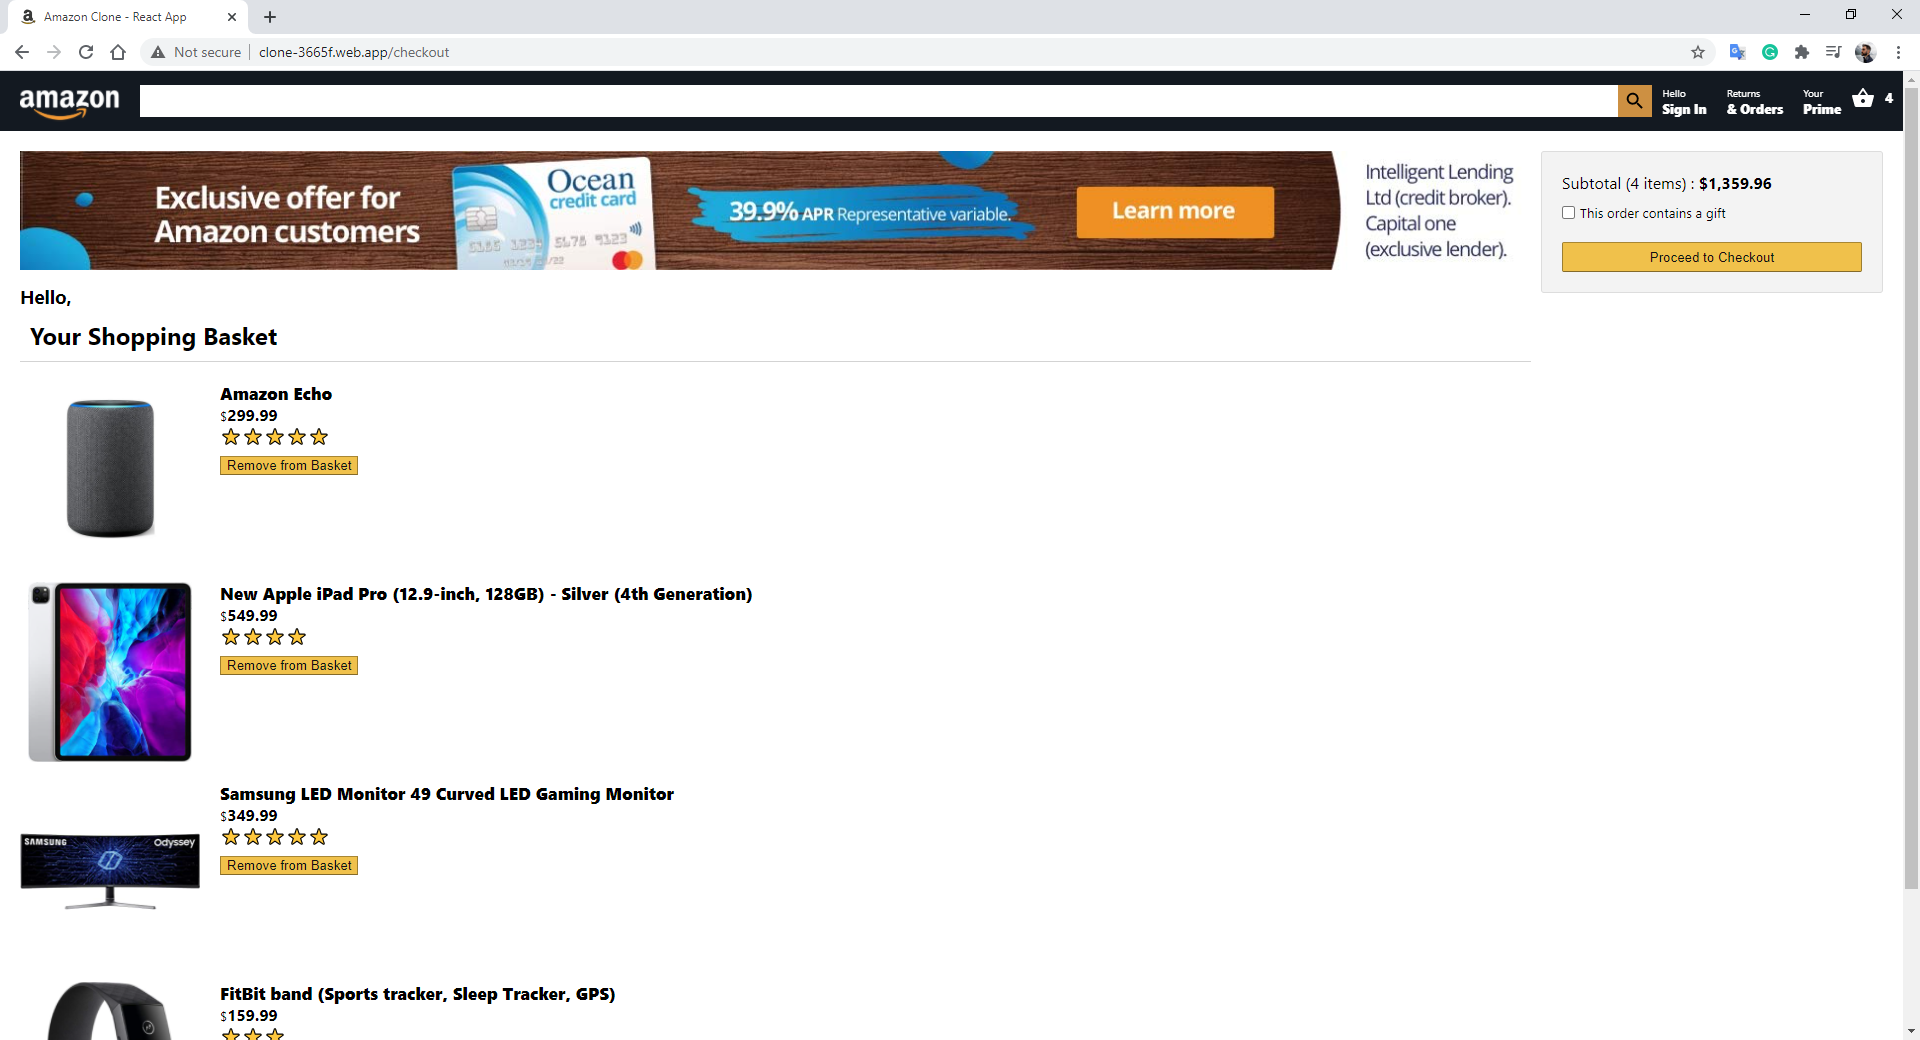 Amazon Clone - React App
Not secure
clone-3665f.web.app/checkout
amazon
Hello
Sign In
Returns
& Orders
Your
Prime
4
Exclusive offer for
Amazon customers
Ocean
credit card
39.9% APR Representative variable.
Learn more
Intelligent Lending
Ltd (credit broker).
Capital one
(exclusive lender).
Subtotal (4 items) : $1,359.96
This order contains a gift
Proceed to Checkout
Hello,
Your Shopping Basket
Amazon Echo
$299.99
Remove from Basket
New Apple iPad Pro (12.9-inch, 128GB) - Silver (4th Generation)
$549.99
Remove from Basket
Samsung LED Monitor 49 Curved LED Gaming Monitor
$349.99
Remove from Basket
SAMSUNG
Odyssey
FitBit band (Sports tracker, Sleep Tracker, GPS)
$159.99